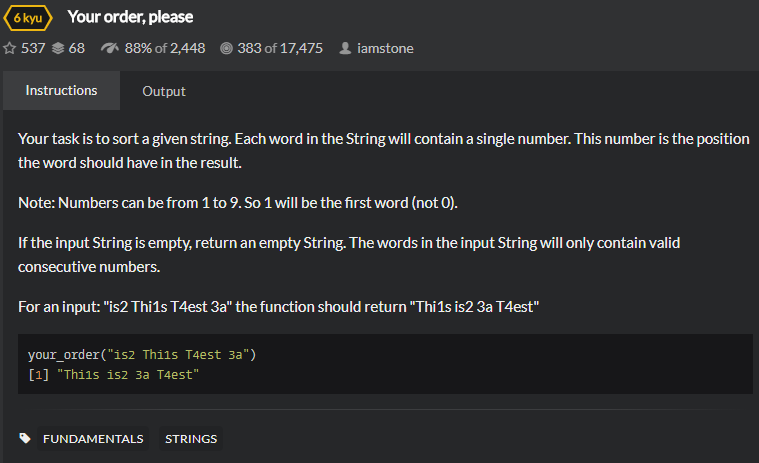 6 kyu Your order, please
537 68 88% of 2,448 383 of 17,475 iamstone
Instructions Output
Your task is to sort a given string. Each word in the String will contain a single number. This number is the position
the word should have in the result.
Note: Numbers can be from 1 to 9. So 1 will be the first word (not 0).
If the input String is empty, return an empty String. The words in the input String will only contain valid
consecutive numbers.
For an input: "is2 Thi1s T4est 3a" the function should return "Thi1s is2 3a T4est"
your_order("is2 Thi1s T4est 3a")
[1] "Thi1s is2 3a T4est"
FUNDAMENTALS STRINGS